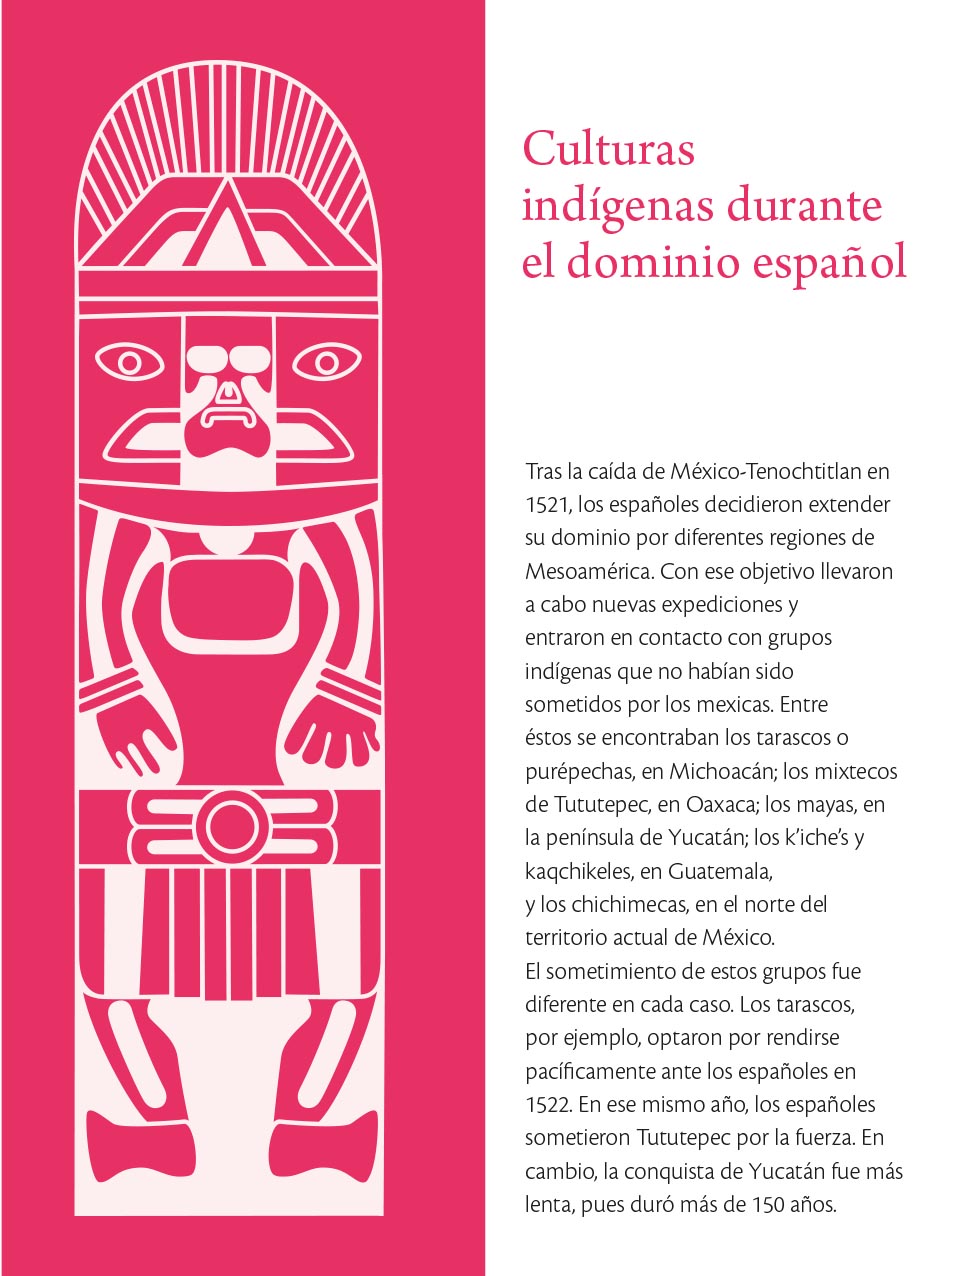 Culturas
indígenas durante
el dominio español
Tras la caída de México-Tenochtitlan en
1521, los españoles decidieron extender
su dominio por diferentes regiones de
Mesoamérica. Con ese objetivo llevaron
a cabo nuevas expediciones y
entraron en contacto con grupos
indígenas que no habían sido
sometidos por los mexicas. Entre
éstos se encontraban los tarascos o
purépechas, en Michoacán; los mixtecos
de Tututepec, en Oaxaca; los mayas, en
la península de Yucatán; los k’iche’s y
kaqchikeles, en Guatemala,
y los chichimecas, en el norte del
territorio actual de México.
El sometimiento de estos grupos fue
diferente en cada caso. Los tarascos,
por ejemplo, optaron por rendirse
pacíficamente ante los españoles en
1522. En ese mismo año, los españoles
sometieron Tututepec por la fuerza. En
cambio, la conquista de Yucatán fue más
lenta, pues duró más de 150 años.